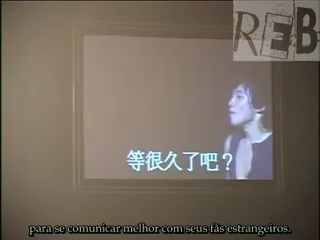 REB
等很久了吧？
para se comunicar melhor com seus fãs estrangeiros.